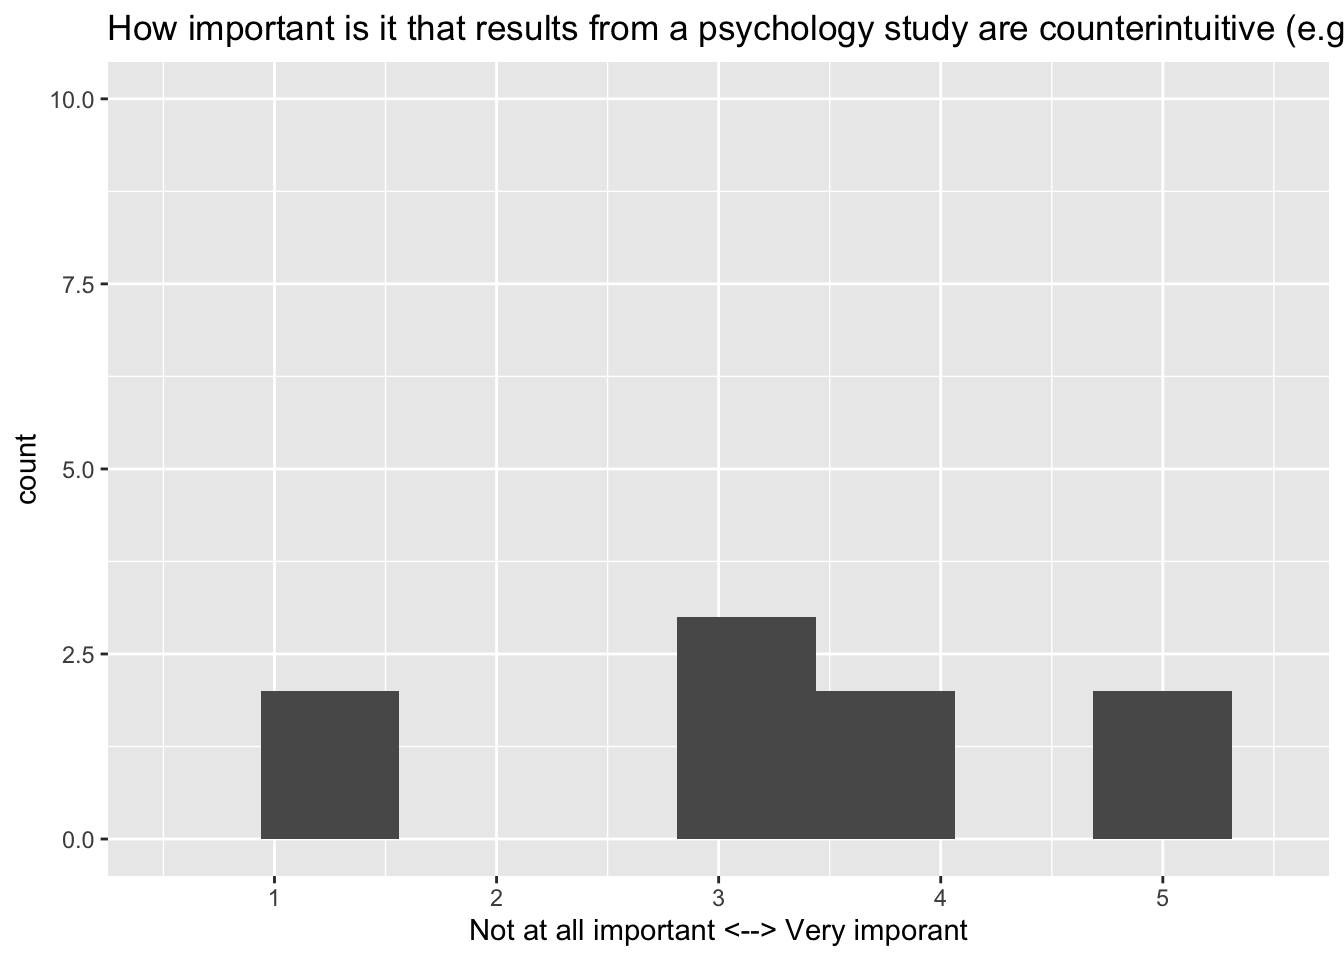 How important is it that results from a psychology study are counterintuitive (e.g
10.0
7.5
5.0
2.5
0.0
count
1 2 3 4 5
Not at all important <--> Very imporant